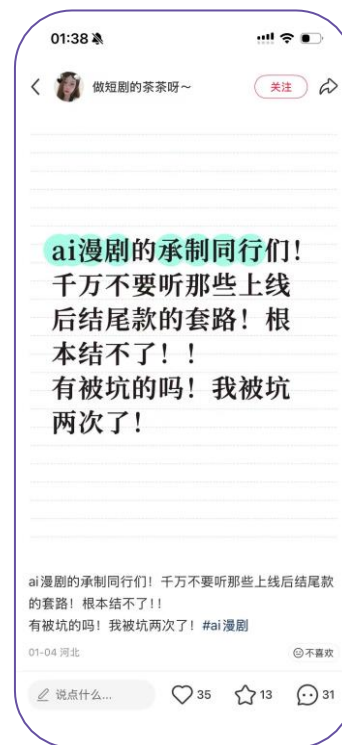 01:38
做短剧的茶茶呀～
关注
ai漫剧的承制同行们！
千万不要听那些上线
后结尾款的套路！根
本结不了！！
有被坑的吗！我被坑
两次了！
ai漫剧的承制同行们！千万不要听那些上线后结尾款
的套路！根本结不了!！
有被坑的吗！我被坑两次了！#ai漫剧
01-04 河北
不喜欢
说点什么...
35
13
31